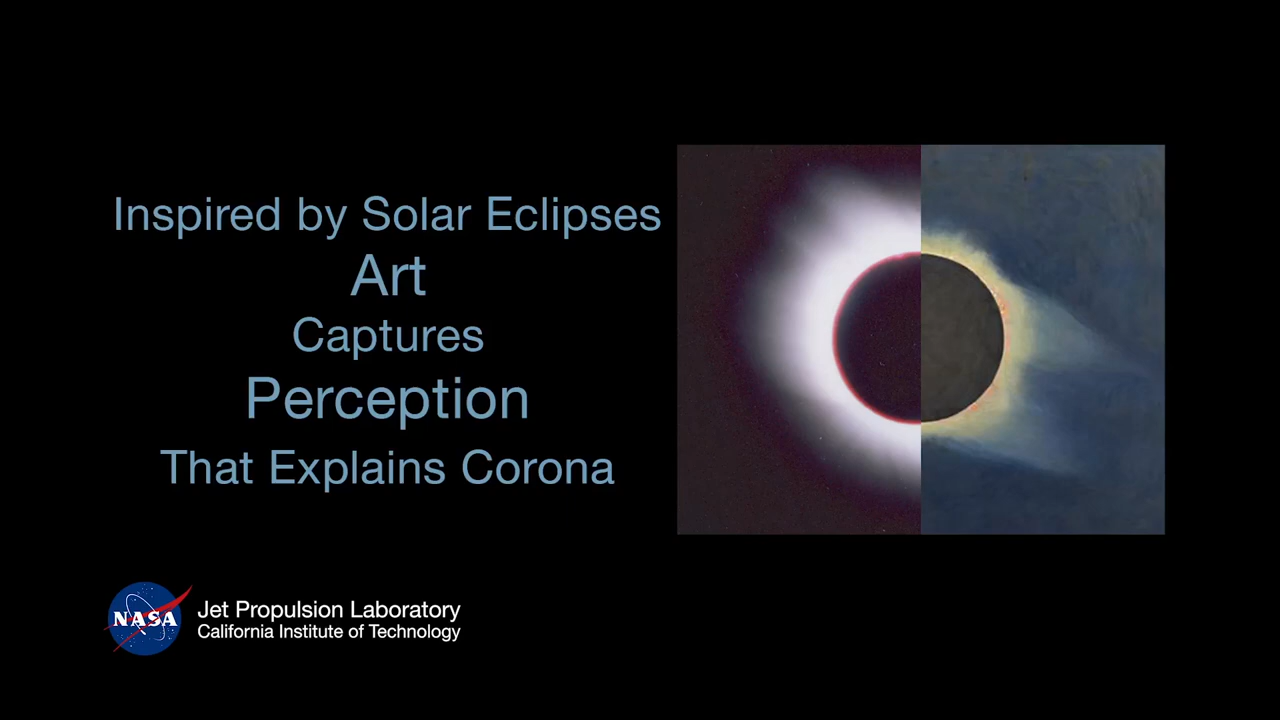 Inspired by Solar Eclipses
Art
Captures
Perception
That Explains Corona
NASA
Jet Propulsion Laboratory
California Institute of Technology